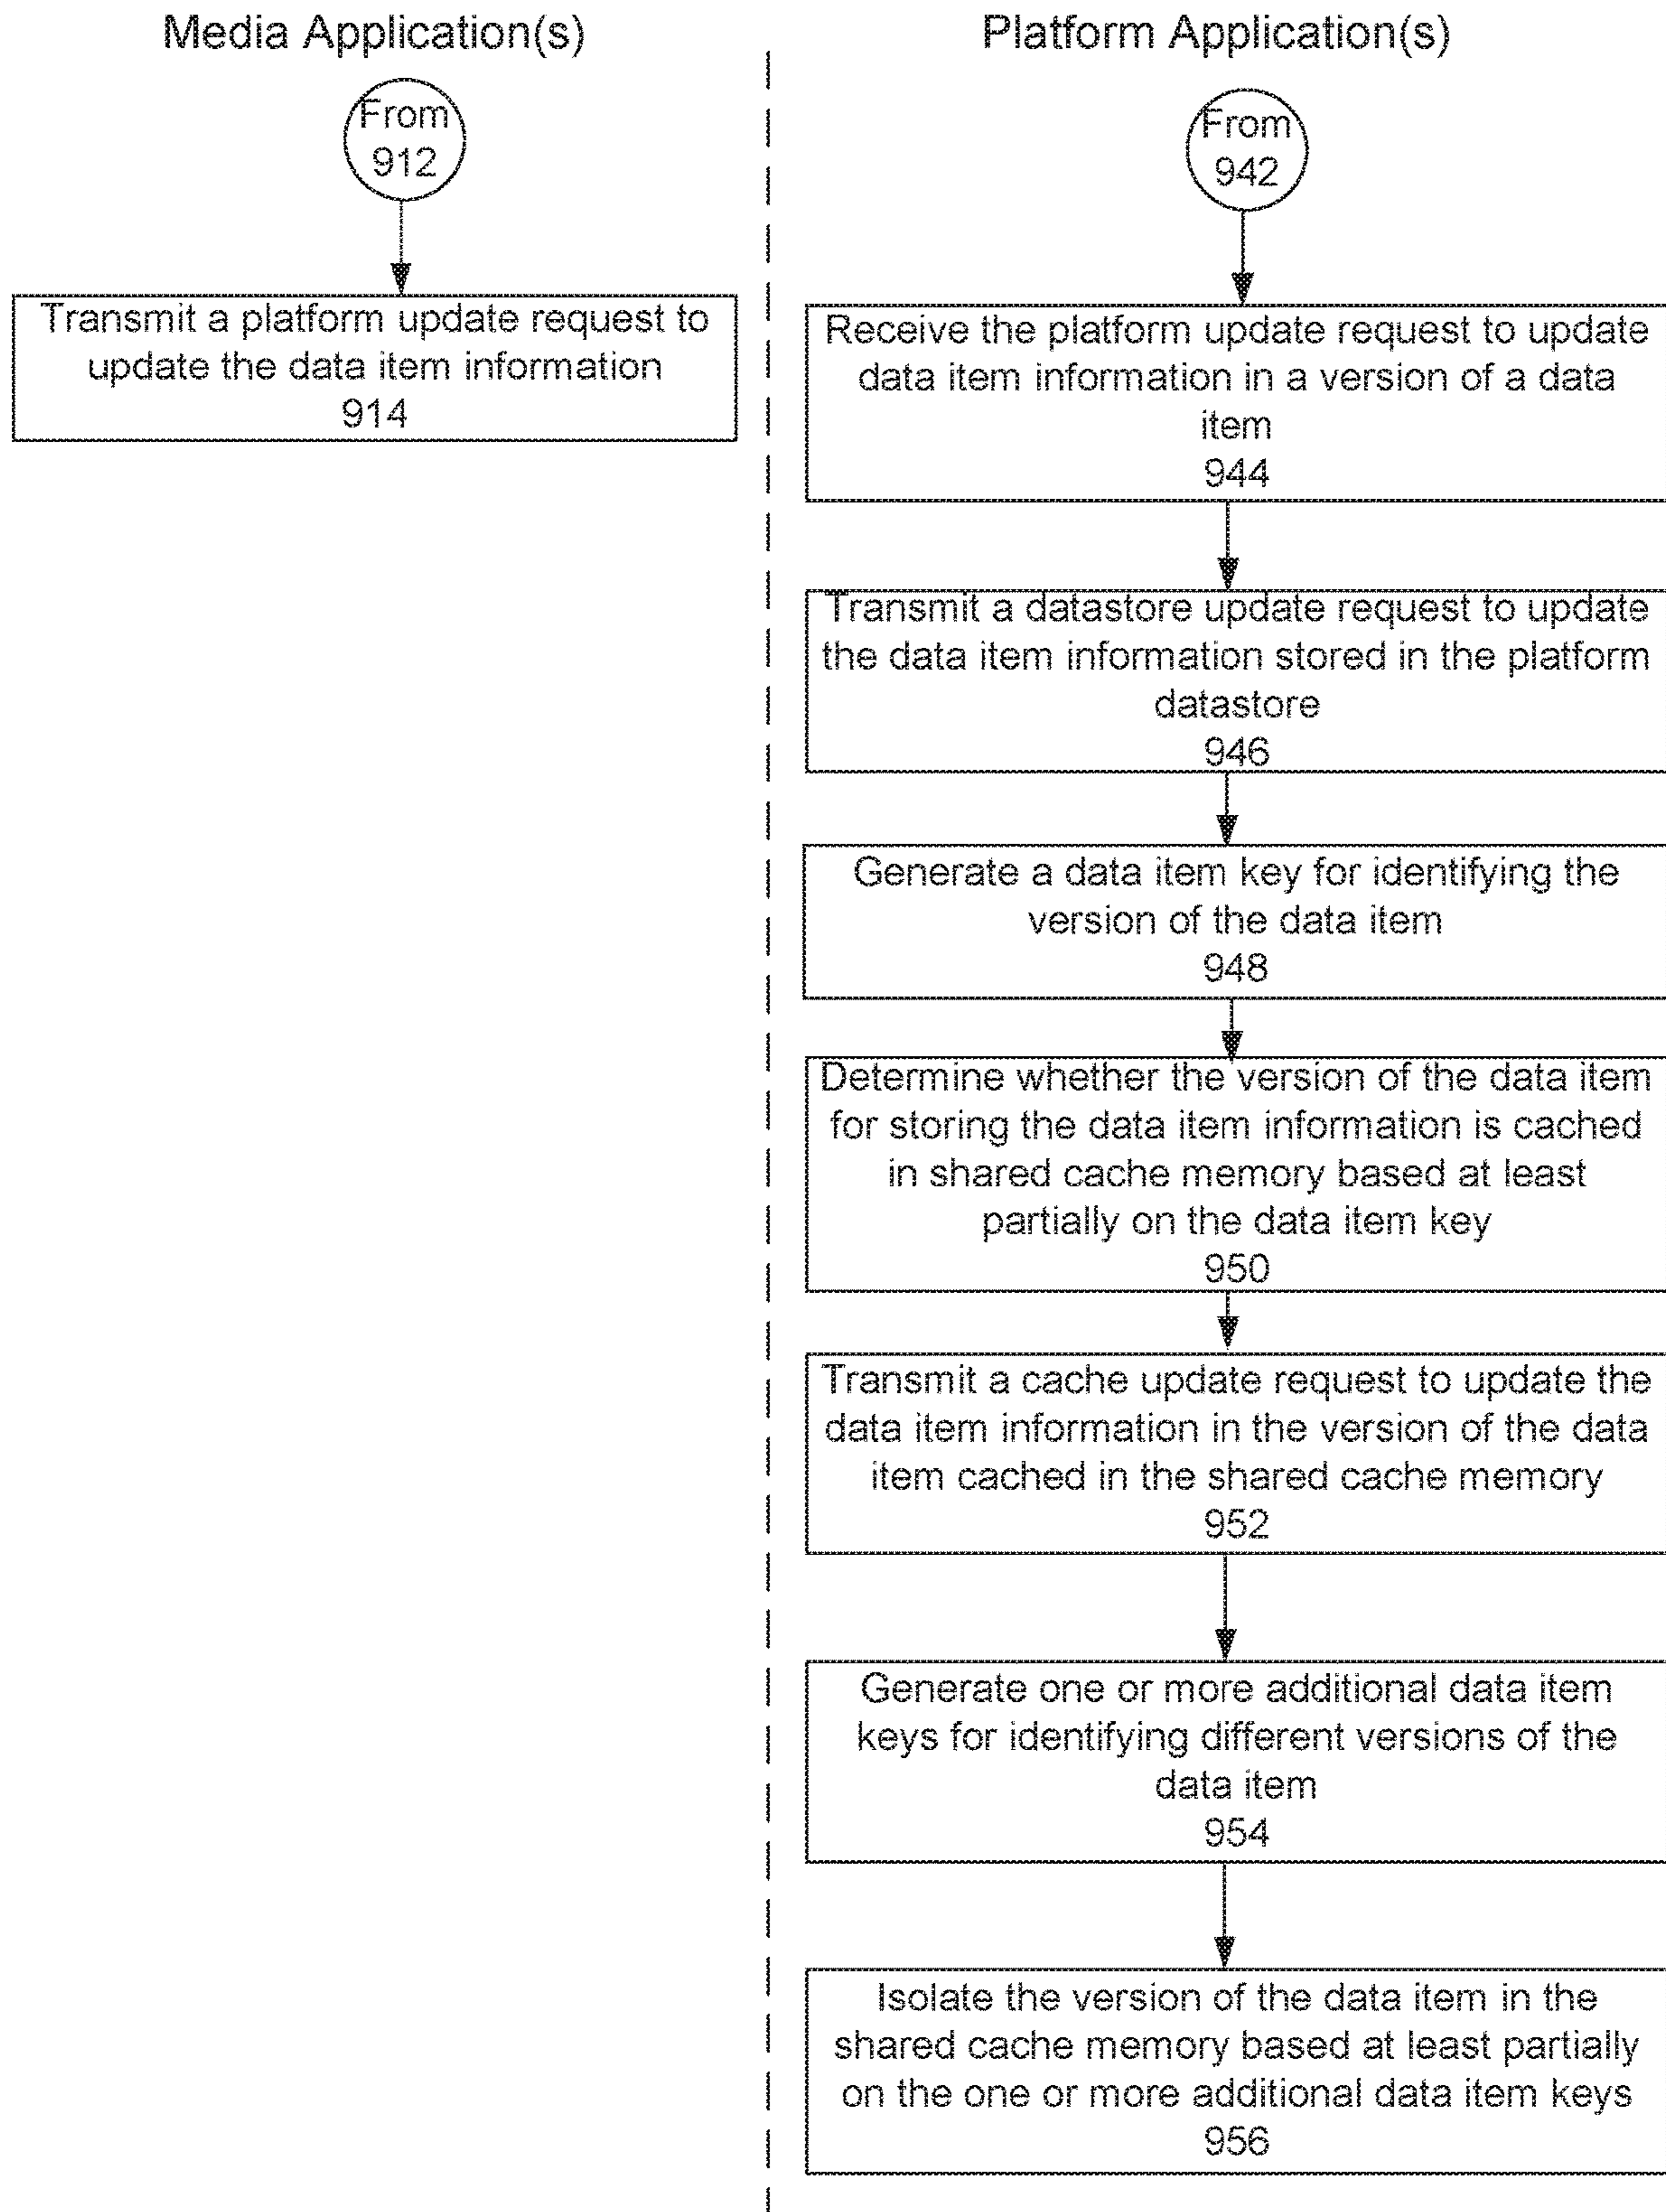 Media Application(s)
From
912
Transmit a platform update request to
update the data item information
914
Platform Application(s)
From
942
Receive the platform update request to update
data item information in a version of a data
item
944
Transmit a datastore update request to update
the data item information stored in the platform
datastore
946
Generate a data item key for identifying the
version of the data item
948
Determine whether the version of the data item
for storing the data item information is cached
in shared cache memory based at least
partially on the data item key
950
Transmit a cache update request to update the
data item information in the version of the data
item cached in the shared cache memory
952
Generate one or more additional data item
keys for identifying different versions of the
data item
954
Isolate the version of the data item in the
shared cache memory based at least partially
on the one or more additional data item keys
956